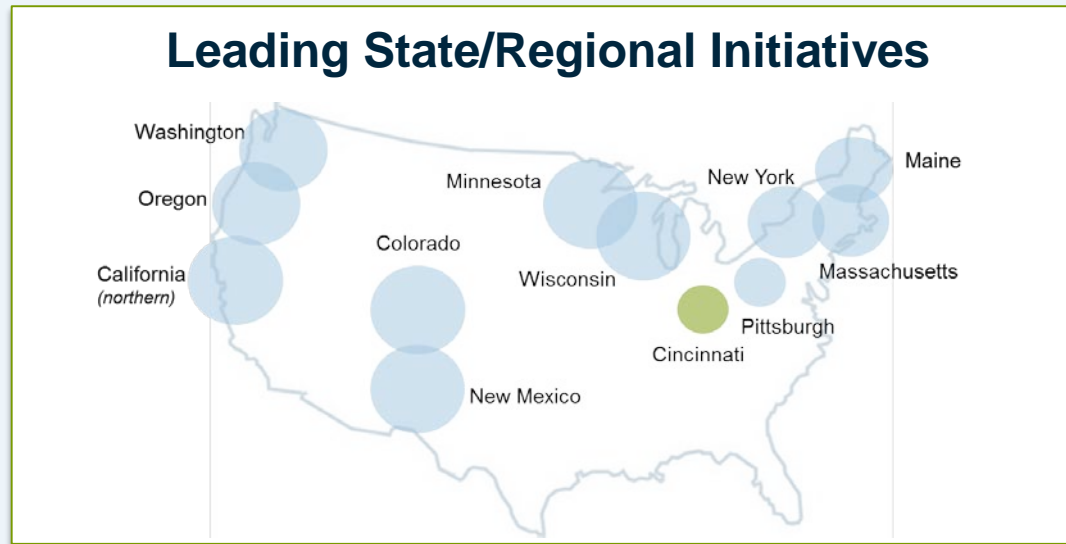 Leading State/Regional Initiatives
Washington
Oregon
California
(northern)
Colorado
New Mexico
Minnesota
Wisconsin
New York
Maine
Massachusetts
Pittsburgh
Cincinnati